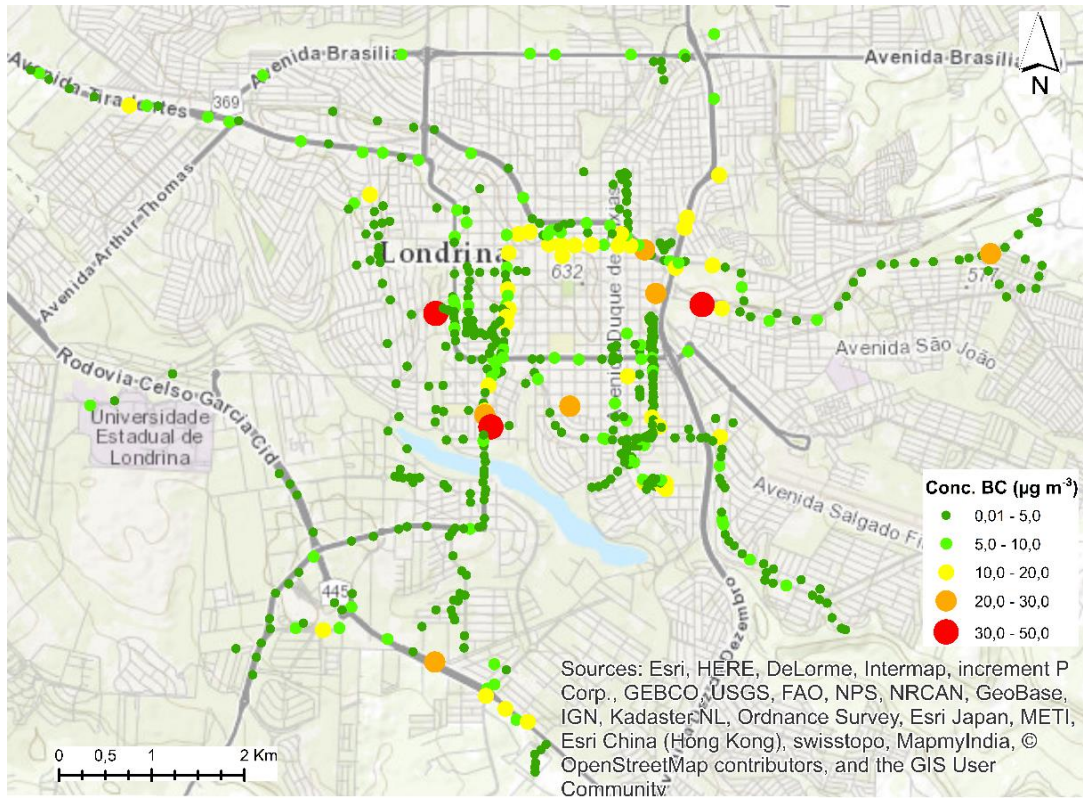 Avenida Brasilia
Avenida Brasilia
N
Avenida Tiradentes
369
Avenida-Arthur-Thomas
Londrina
632
Avenida Duque de
577
Avenida São João
Rodovia-Celso-Garcia-Cid
Universidade
Estadual de
Londrina
Avenida Salgado
445
Conc. BC (µg m⁻³)
0,01 - 5,0
5,0 - 10,0
10,0 - 20,0
20,0 - 30,0
30,0 - 50,0
Dezembro
Sources: Esri, HERE, DeLorme, Intermap, increment P
Corp., GEBCO, USGS, FAO, NPS, NRCAN, GeoBase,
IGN, Kadaster NL, Ordnance Survey, Esri Japan, METI,
Esri China (Hong Kong), swisstopo, MapmyIndia, ©
OpenStreetMap contributors, and the GIS User
Community
0 0,5 1 2 Km